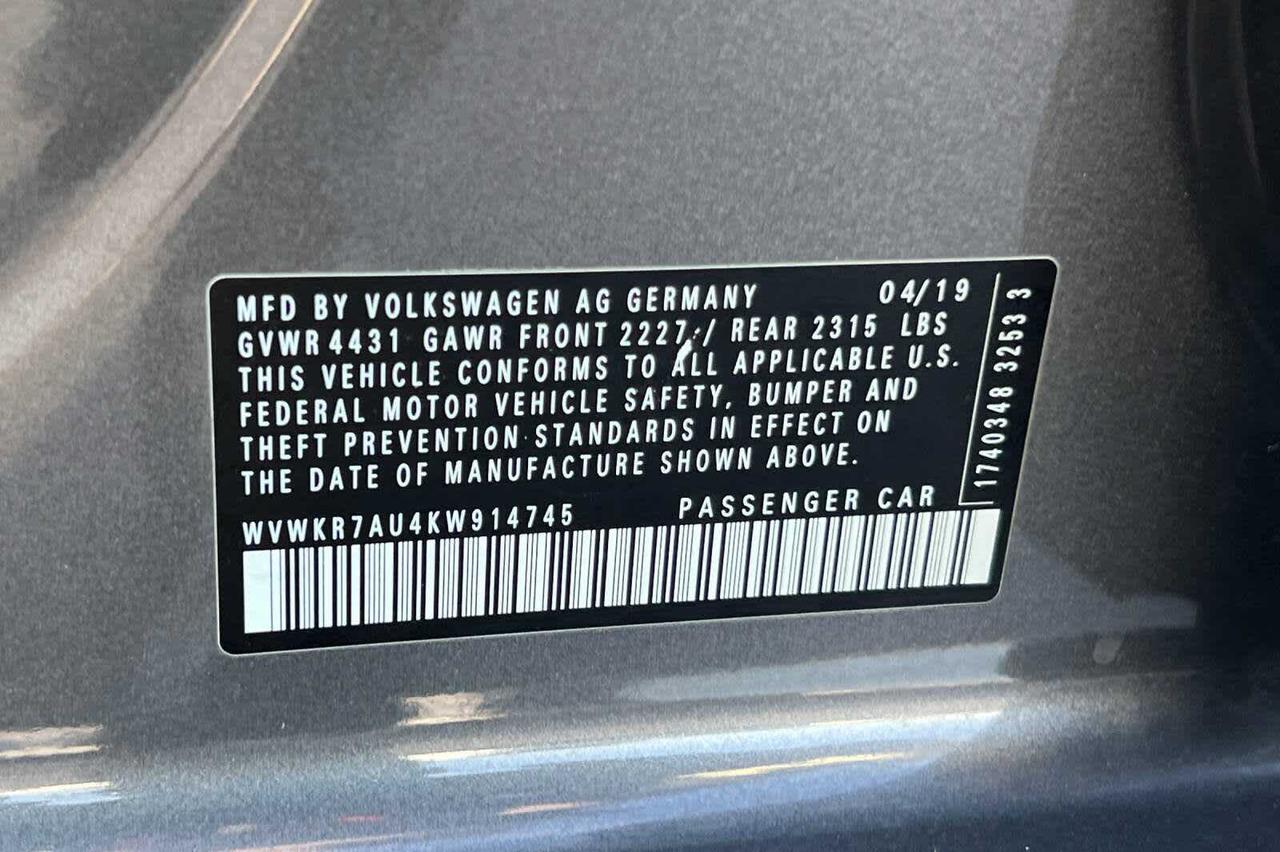 MFD BY VOLKSWAGEN AG GERMANY 04/19
GVWR 4431 GAWR FRONT 2227 / REAR 2315 LBS
THIS VEHICLE CONFORMS TO ALL APPLICABLE U.S.
FEDERAL MOTOR VEHICLE SAFETY, BUMPER AND
THEFT PREVENTION STANDARDS IN EFFECT ON
THE DATE OF MANUFACTURE SHOWN ABOVE.
WVWKR7AU4KW914745 PASSENGER CAR
1740348 3253 3